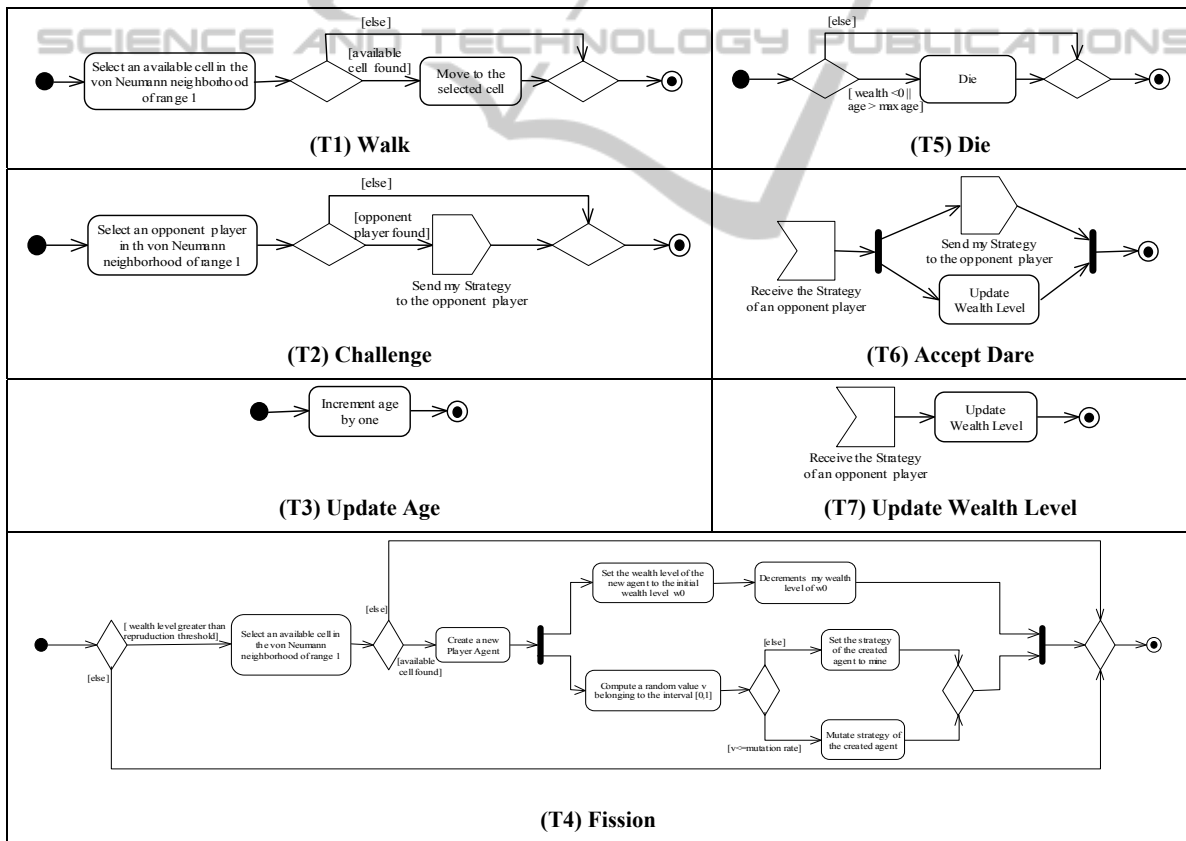 SCIENCE AND TECHNOLOGY PUBLICATIONS
[else]
Select an available cell in the
von Neumann neighborhood
of range 1
[available
cell found]
Move to the
selected cell
(T1) Walk
[else]
Die
[ wealth <0 ||
age > max age]
(T5) Die
[else]
Select an opponent player
in th von Neumann
neighborhood of range 1
[opponent
player found]
Send my Strategy
to the opponent player
(T2) Challenge
Receive the Strategy
of an opponent player
Send my Strategy
to the opponent player
Update
Wealth Level
(T6) Accept Dare
Increment age
by one
(T3) Update Age
Receive the Strategy
of an opponent player
Update
Wealth Level
(T7) Update Wealth Level
[ wealth level greater than
repruduction threshold]
[else]
Select an available cell in
the von Neumann
neighborhood of range 1
[else]
[available
cell found]
Create a new
Player Agent
Set the wealth level of the
new agent to the initial
wealth level w0
Decrements my wealth
level of w0
Compute a random value v
belonging to the interval [0,1]
[else]
Set the strategy
of the created
agent to mine
[v<=mutation rate]
Mutate strategy of
the created agent
(T4) Fission